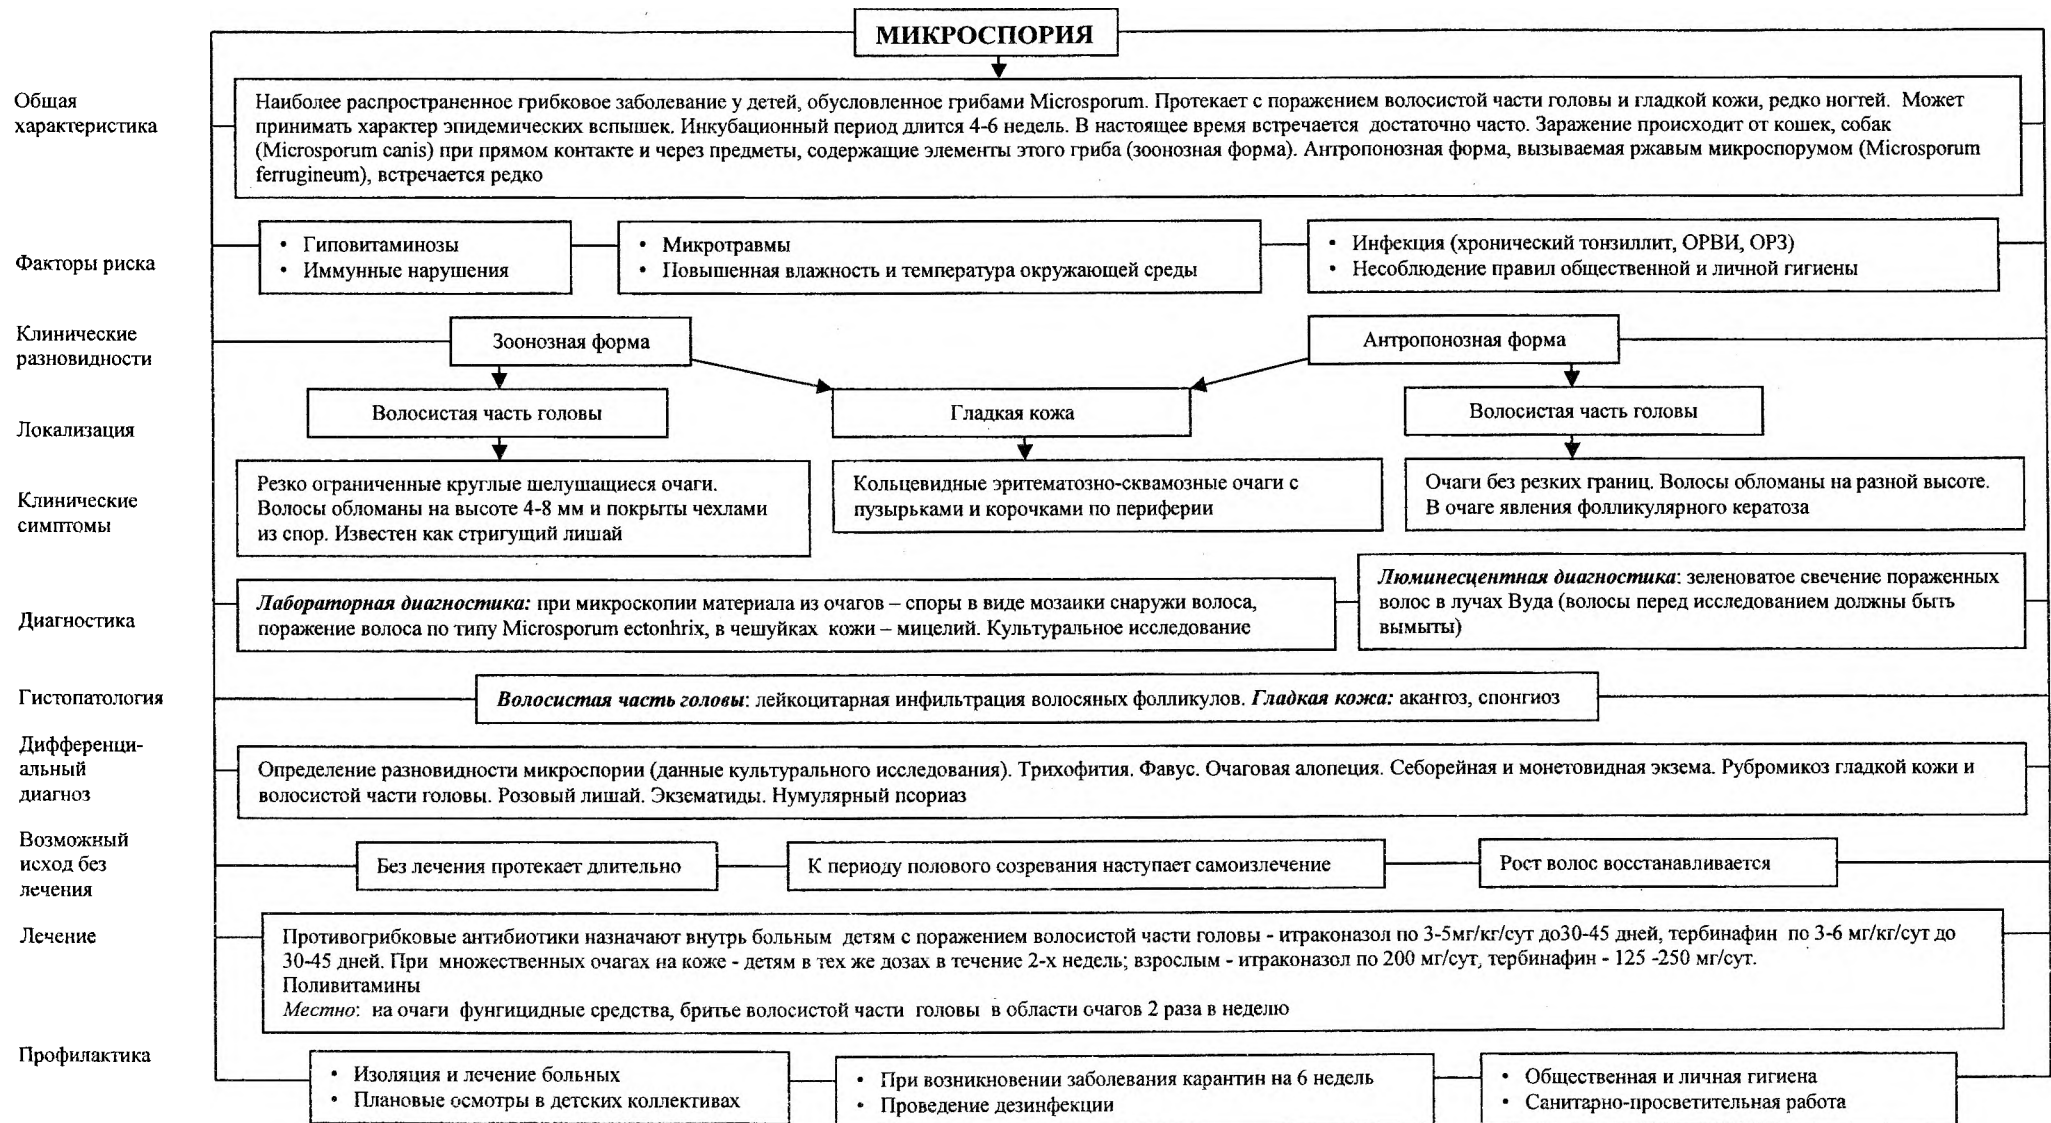 МИКРОСПОРИЯ
Общая
характеристика
Наиболее распространенное грибковое заболевание у детей, обусловленное грибами Microsporum. Протекает с поражением волосистой части головы и гладкой кожи, редко ногтей. Может
принимать характер эпидемических вспышек. Инкубационный период длится 4-6 недель. В настоящее время встречается достаточно часто. Заражение происходит от кошек, собак
(Microsporum canis) при прямом контакте и через предметы, содержащие элементы этого гриба (зоонозная форма). Антропонозная форма, вызываемая ржавым микроспорумом (Microsporum
ferrugineum), встречается редко
Факторы риска
• Гиповитаминозы
• Иммунные нарушения
• Микротравмы
• Повышенная влажность и температура окружающей среды
• Инфекция (хронический тонзиллит, ОРВИ, ОРЗ)
• Несоблюдение правил общественной и личной гигиены
Клинические
разновидности
Зоонозная форма
Антропонозная форма
Локализация
Волосистая часть головы
Гладкая кожа
Волосистая часть головы
Клинические
симптомы
Резко ограниченные круглые шелушащиеся очаги.
Волосы обломаны на высоте 4-8 мм и покрыты чехлами
из спор. Известен как стригущий лишай
Кольцевидные эритематозно-сквамозные очаги с
пузырьками и корочками по периферии
Очаги без резких границ. Волосы обломаны на разной высоте.
В очаге явления фолликулярного кератоза
Диагностика
Лабораторная диагностика: при микроскопии материала из очагов – споры в виде мозаики снаружи волоса,
поражение волоса по типу Microsporum ectonhrix, в чешуйках кожи – мицелий. Культуральное исследование
Люминесцентная диагностика: зеленоватое свечение пораженных
волос в лучах Вуда (волосы перед исследованием должны быть
вымыты)
Гистопатология
Волосистая часть головы: лейкоцитарная инфильтрация волосяных фолликулов. Гладкая кожа: акантоз, спонгиоз
Дифференци-
альный
диагноз
Определение разновидности микроспории (данные культурального исследования). Трихофития. Фавус. Очаговая алопеция. Себорейная и монетовидная экзема. Рубромикоз гладкой кожи и
волосистой части головы. Розовый лишай. Экзематиды. Нумулярный псориаз
Возможный
исход без
лечения
Без лечения протекает длительно
К периоду полового созревания наступает самоизлечение
Рост волос восстанавливается
Лечение
Противогрибковые антибиотики назначают внутрь больным детям с поражением волосистой части головы - итраконазол по 3-5мг/кг/сут до30-45 дней, тербинафин по 3-6 мг/кг/сут до
30-45 дней. При множественных очагах на коже - детям в тех же дозах в течение 2-х недель; взрослым - итраконазол по 200 мг/сут, тербинафин - 125 -250 мг/сут.
Поливитамины
Местно: на очаги фунгицидные средства, бритье волосистой части головы в области очагов 2 раза в неделю
Профилактика
• Изоляция и лечение больных
• Плановые осмотры в детских коллективах
• При возникновении заболевания карантин на 6 недель
• Проведение дезинфекции
• Общественная и личная гигиена
• Санитарно-просветительная работа